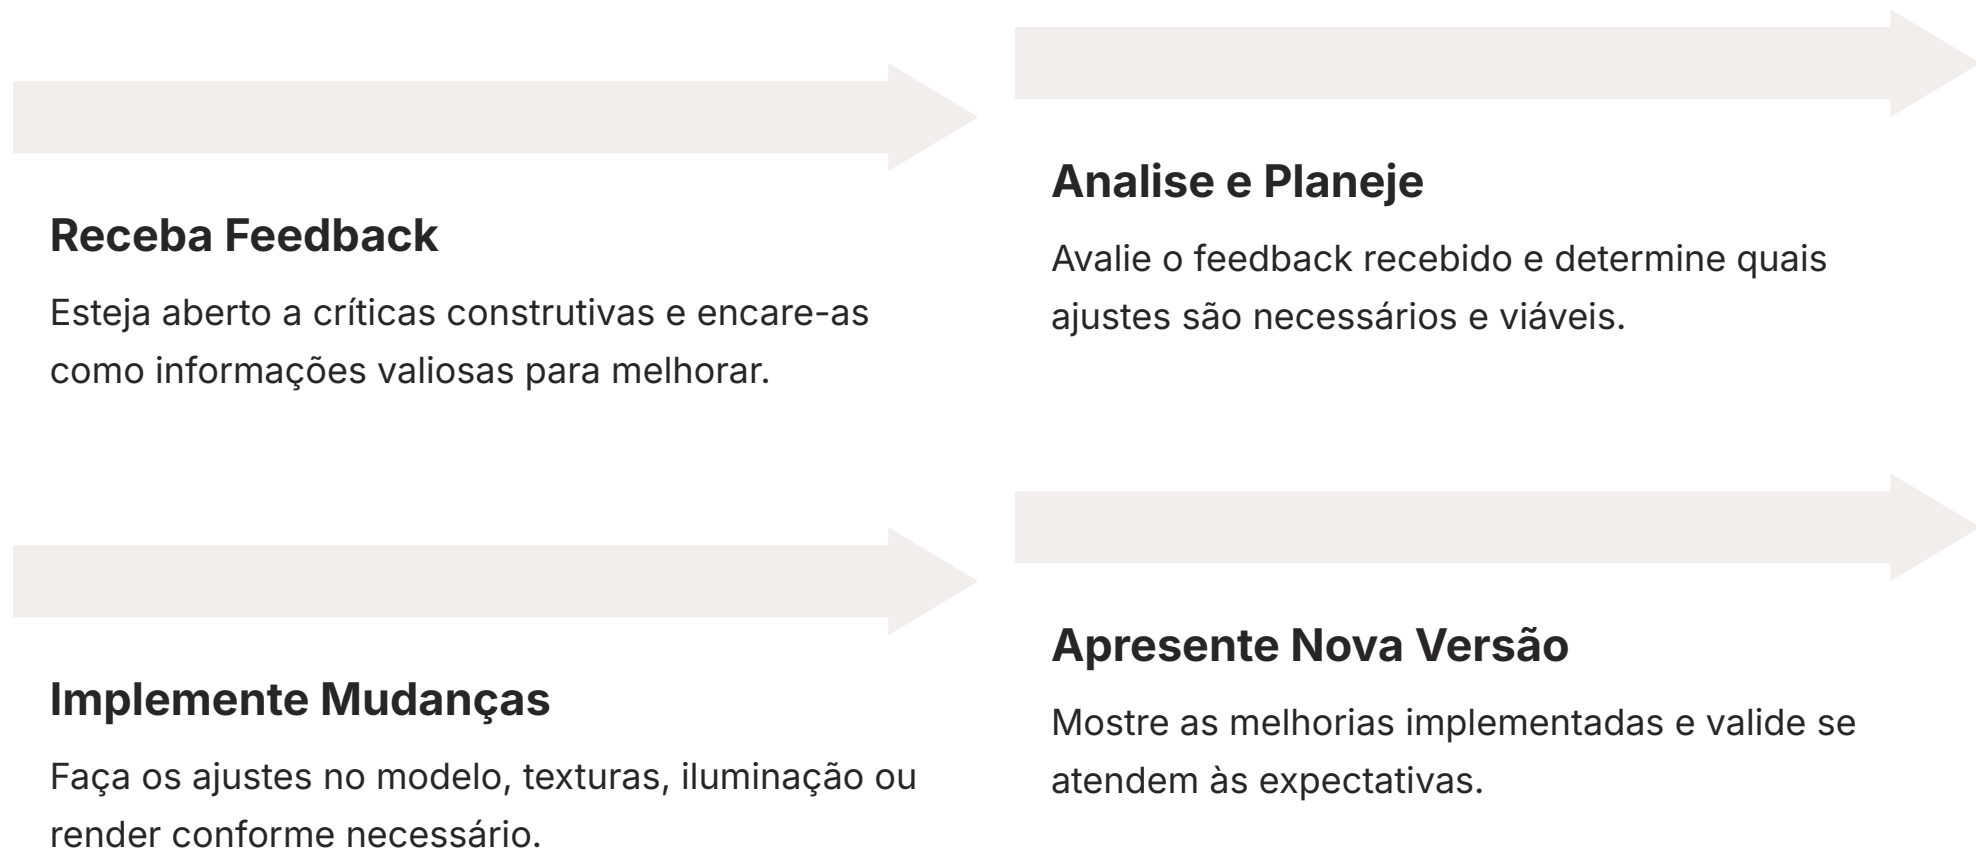 Receba Feedback
Esteja aberto a críticas construtivas e encare-as
como informações valiosas para melhorar.
Analise e Planeje
Avalie o feedback recebido e determine quais
ajustes são necessários e viáveis.
Implemente Mudanças
Faça os ajustes no modelo, texturas, iluminação ou
render conforme necessário.
Apresente Nova Versão
Mostre as melhorias implementadas e valide se
atendem às expectativas.